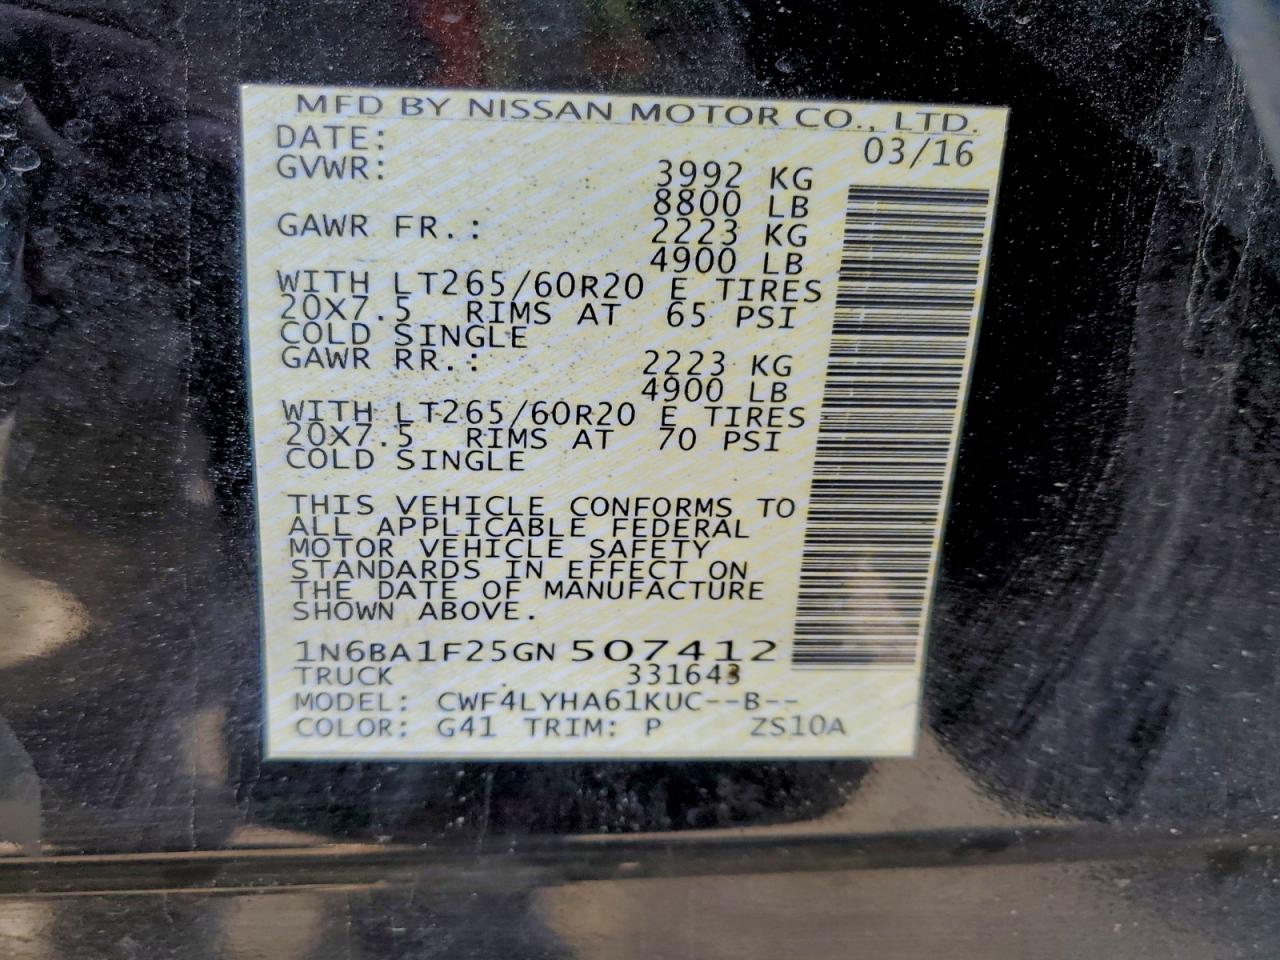 MFD BY NISSAN MOTOR CO., LTD.
DATE: 03/16
GVWR: 3992 KG
8800 LB
GAWR FR.: 2223 KG
4900 LB
WITH LT265/60R20 E TIRES
20X7.5 RIMS AT 65 PSI
COLD SINGLE
GAWR RR.: 2223 KG
4900 LB
WITH LT265/60R20 E TIRES
20X7.5 RIMS AT 70 PSI
COLD SINGLE
THIS VEHICLE CONFORMS TO
ALL APPLICABLE FEDERAL
MOTOR VEHICLE SAFETY
STANDARDS IN EFFECT ON
THE DATE OF MANUFACTURE
SHOWN ABOVE.
1N6BA1F25GN507412
TRUCK 331643
MODEL: CWF4LYHA61KUC--B--
COLOR: G41 TRIM: P ZS10A